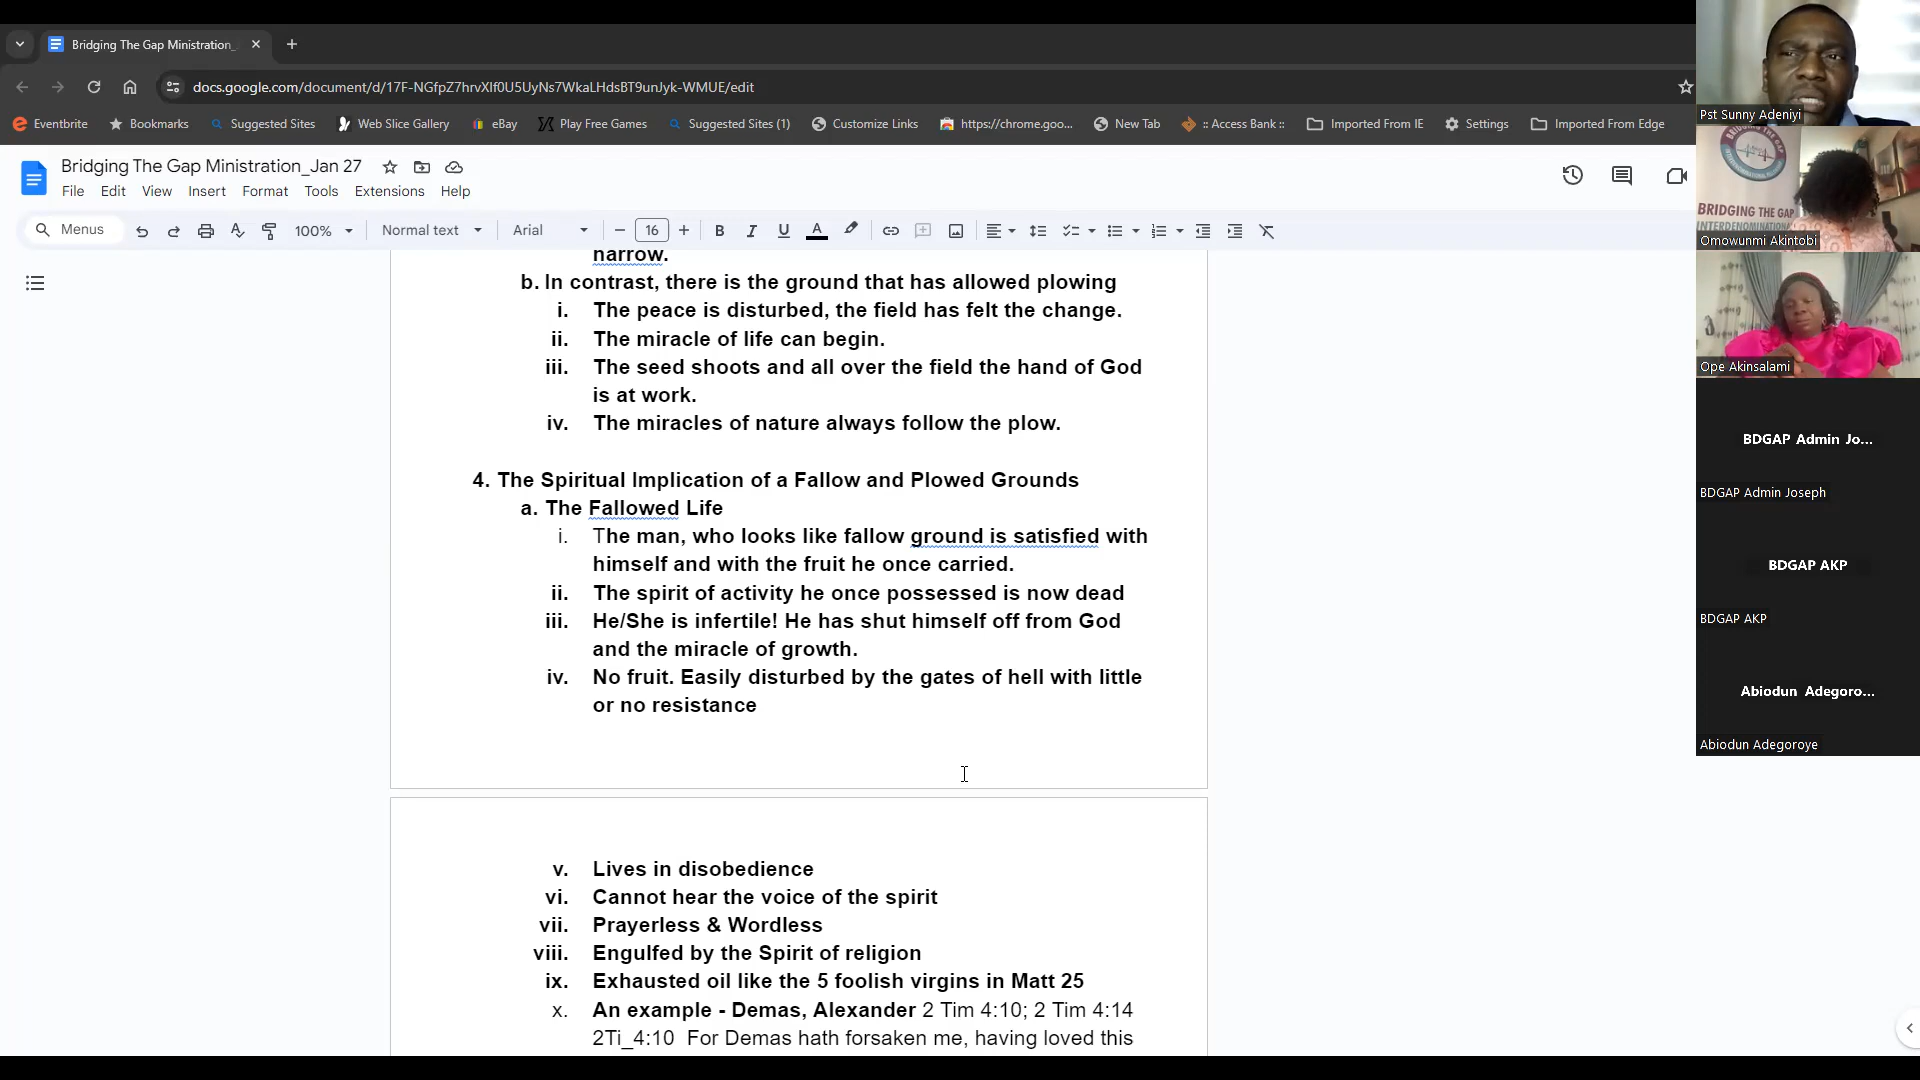 Bridging The Gap Ministration_
docs.google.com/document/d/17F-NGfpZ7hrvXIf0U5UyNs7WkaLHdsBT9unJyk-WMUE/edit
Eventbrite Bookmarks Suggested Sites Web Slice Gallery eBay Play Free Games Suggested Sites (1) Customize Links https://chrome.goo... New Tab :: Access Bank :: Imported From IE Settings Imported From Edge
Bridging The Gap Ministration_Jan 27
File Edit View Insert Format Tools Extensions Help
Menus 100% Normal text Arial 16 B I U A
narrow.
b. In contrast, there is the ground that has allowed plowing
i. The peace is disturbed, the field has felt the change.
ii. The miracle of life can begin.
iii. The seed shoots and all over the field the hand of God
is at work.
iv. The miracles of nature always follow the plow.
4. The Spiritual Implication of a Fallow and Plowed Grounds
a. The Fallowed Life
i. The man, who looks like fallow ground is satisfied with
himself and with the fruit he once carried.
ii. The spirit of activity he once possessed is now dead
iii. He/She is infertile! He has shut himself off from God
and the miracle of growth.
iv. No fruit. Easily disturbed by the gates of hell with little
or no resistance
v. Lives in disobedience
vi. Cannot hear the voice of the spirit
vii. Prayerless & Wordless
viii. Engulfed by the Spirit of religion
ix. Exhausted oil like the 5 foolish virgins in Matt 25
x. An example - Demas, Alexander 2 Tim 4:10; 2 Tim 4:14
2Ti_4:10 For Demas hath forsaken me, having loved this
Pst Sunny Adeniyi
BRIDGING THE GAP
INTERDENOMINATIONAL
Omowunmi Akintobi
Ope Akinsalami
BDGAP Admin Jo...
BDGAP Admin Joseph
BDGAP AKP
BDGAP AKP
Abiodun Adegoro...
Abiodun Adegoroye